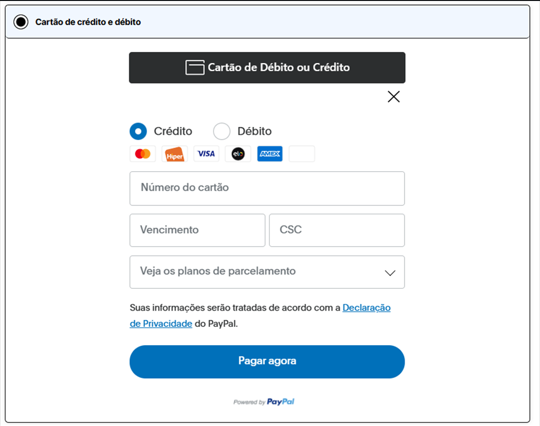 Cartão de crédito e débito
Cartão de Débito ou Crédito
Crédito Débito
Hiper VISA elo AMEX
Número do cartão
Vencimento CSC
Veja os planos de parcelamento
Suas informações serão tratadas de acordo com a Declaração
de Privacidade do PayPal.
Pagar agora
Powered by PayPal